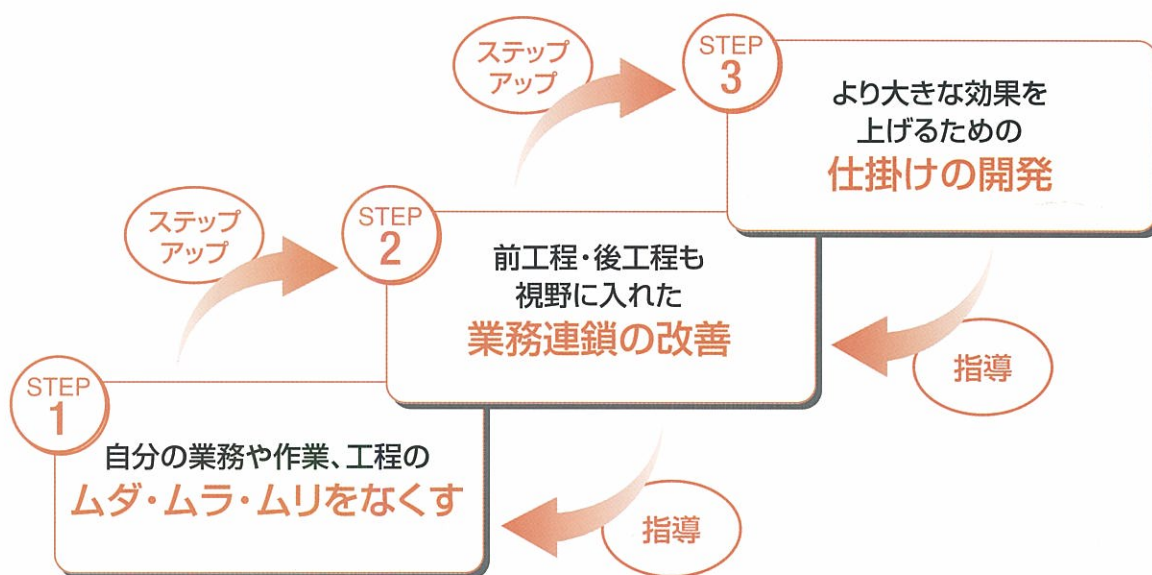 STEP
1
自分の業務や作業、工程の
ムダ・ムラ・ムリをなくす
ステップ
アップ
STEP
2
前工程・後工程も
視野に入れた
業務連鎖の改善
指導
ステップ
アップ
STEP
3
より大きな効果を
上げるための
仕掛けの開発
指導